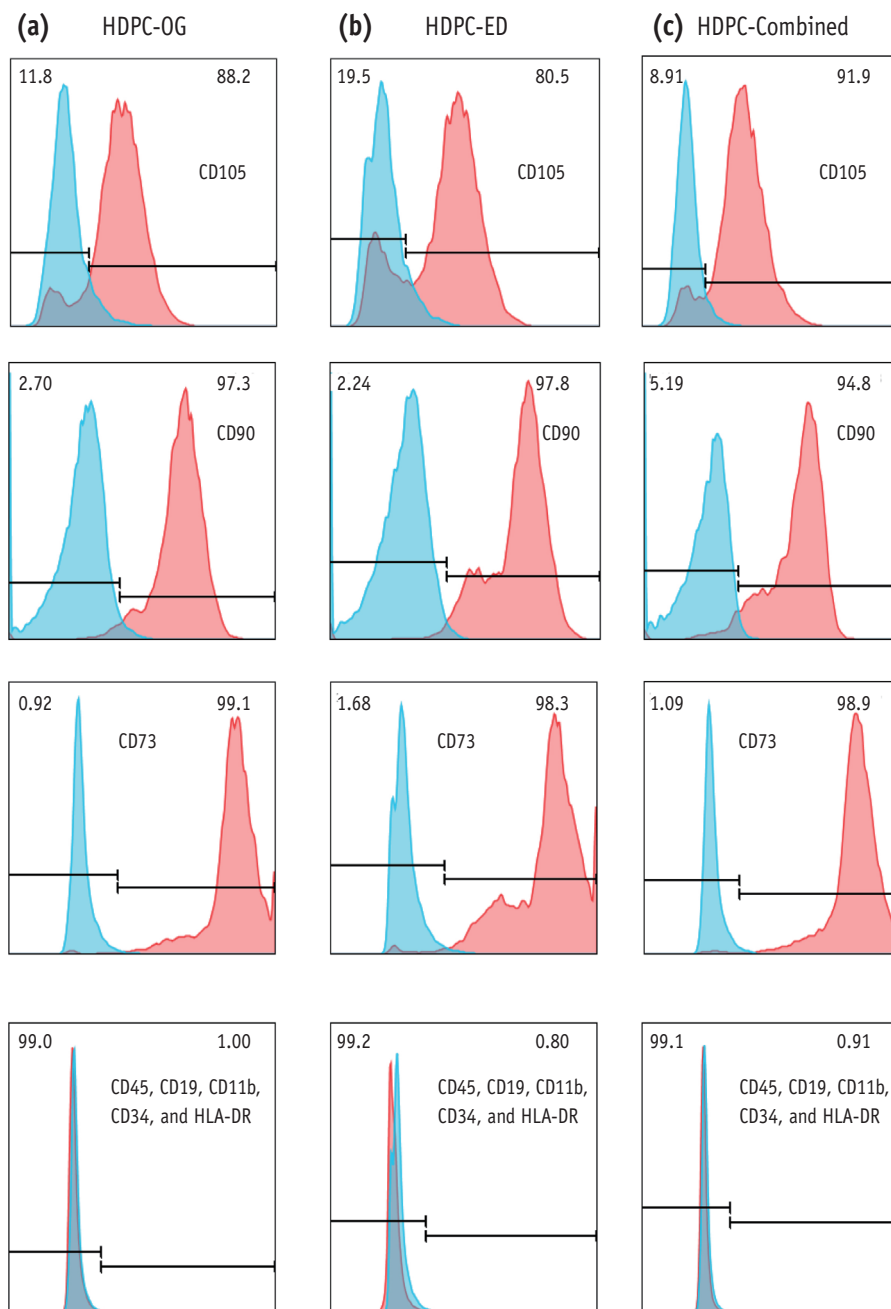 (a) HDPC-OG
(b) HDPC-ED
(c) HDPC-Combined
11.8 88.2
CD105
19.5 80.5
CD105
8.91 91.9
CD105
2.70 97.3
CD90
2.24 97.8
CD90
5.19 94.8
CD90
0.92 99.1
CD73
1.68 98.3
CD73
1.09 98.9
CD73
99.0 1.00
CD45, CD19, CD11b,
CD34, and HLA-DR
99.2 0.80
CD45, CD19, CD11b,
CD34, and HLA-DR
99.1 0.91
CD45, CD19, CD11b,
CD34, and HLA-DR